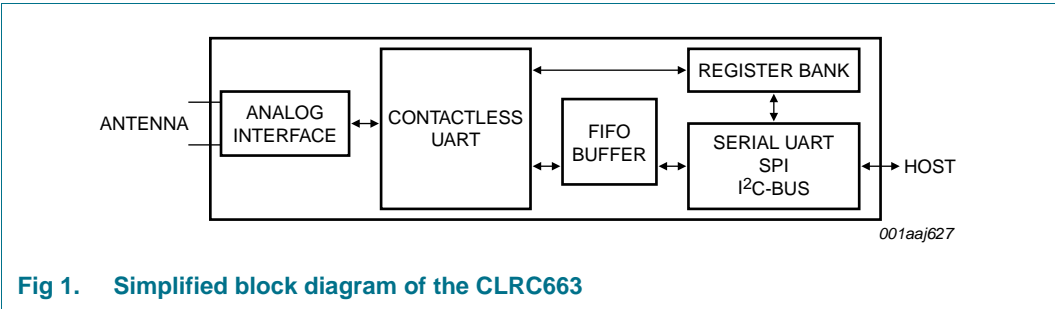 ANTENNA
ANALOG
INTERFACE
CONTACTLESS
UART
FIFO
BUFFER
REGISTER BANK
SERIAL UART
SPI
I²C-BUS
HOST
001aaj627
Fig 1. Simplified block diagram of the CLRC663